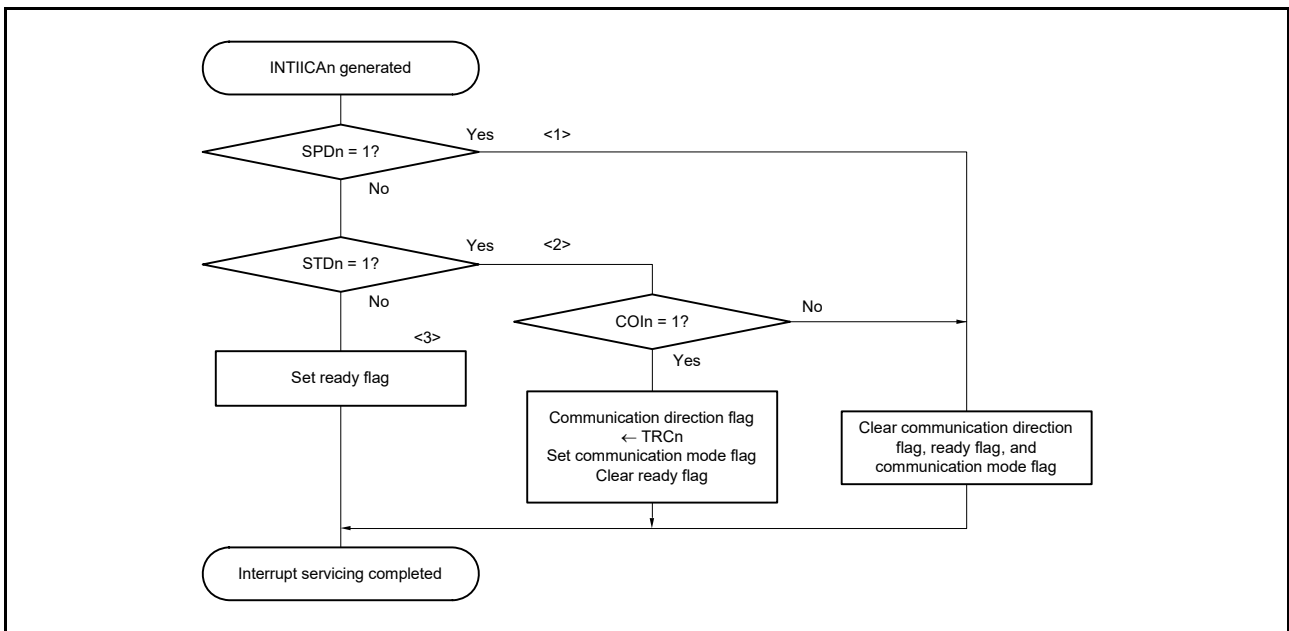 INTIICAn generated
Yes
<1>
SPDn = 1?
No
Yes
<2>
STDn = 1?
No
No
COIn = 1?
<3>
Yes
Set ready flag
Communication direction flag
← TRCn
Set communication mode flag
Clear ready flag
Clear communication direction
flag, ready flag, and
communication mode flag
Interrupt servicing completed